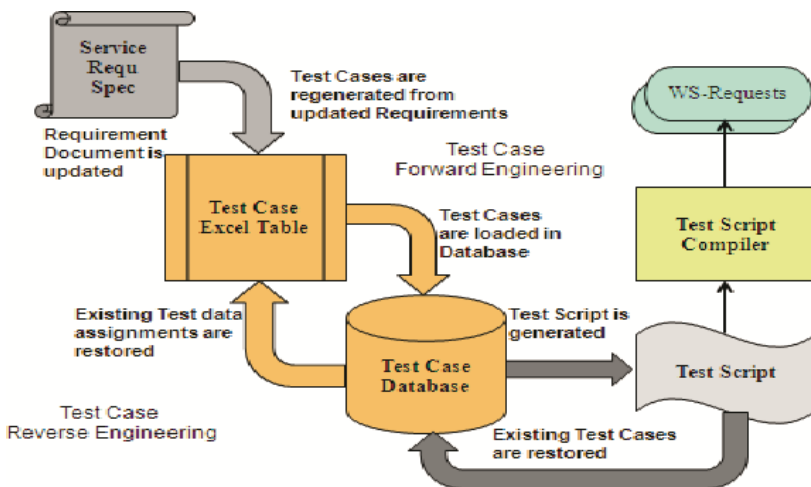 Service
Requ
Spec
Test Cases are
regenerated from
updated Requirements
Requirement
Document is
updated
WS-Requests
Test Case
Forward Engineering
Test Case
Excel Table
Test Cases
are loaded in
Database
Test Script
Compiler
Existing Test data
assignments are
restored
Test Script is
generated
Test Case
Database
Test Script
Test Case
Reverse Engineering
Existing Test Cases
are restored